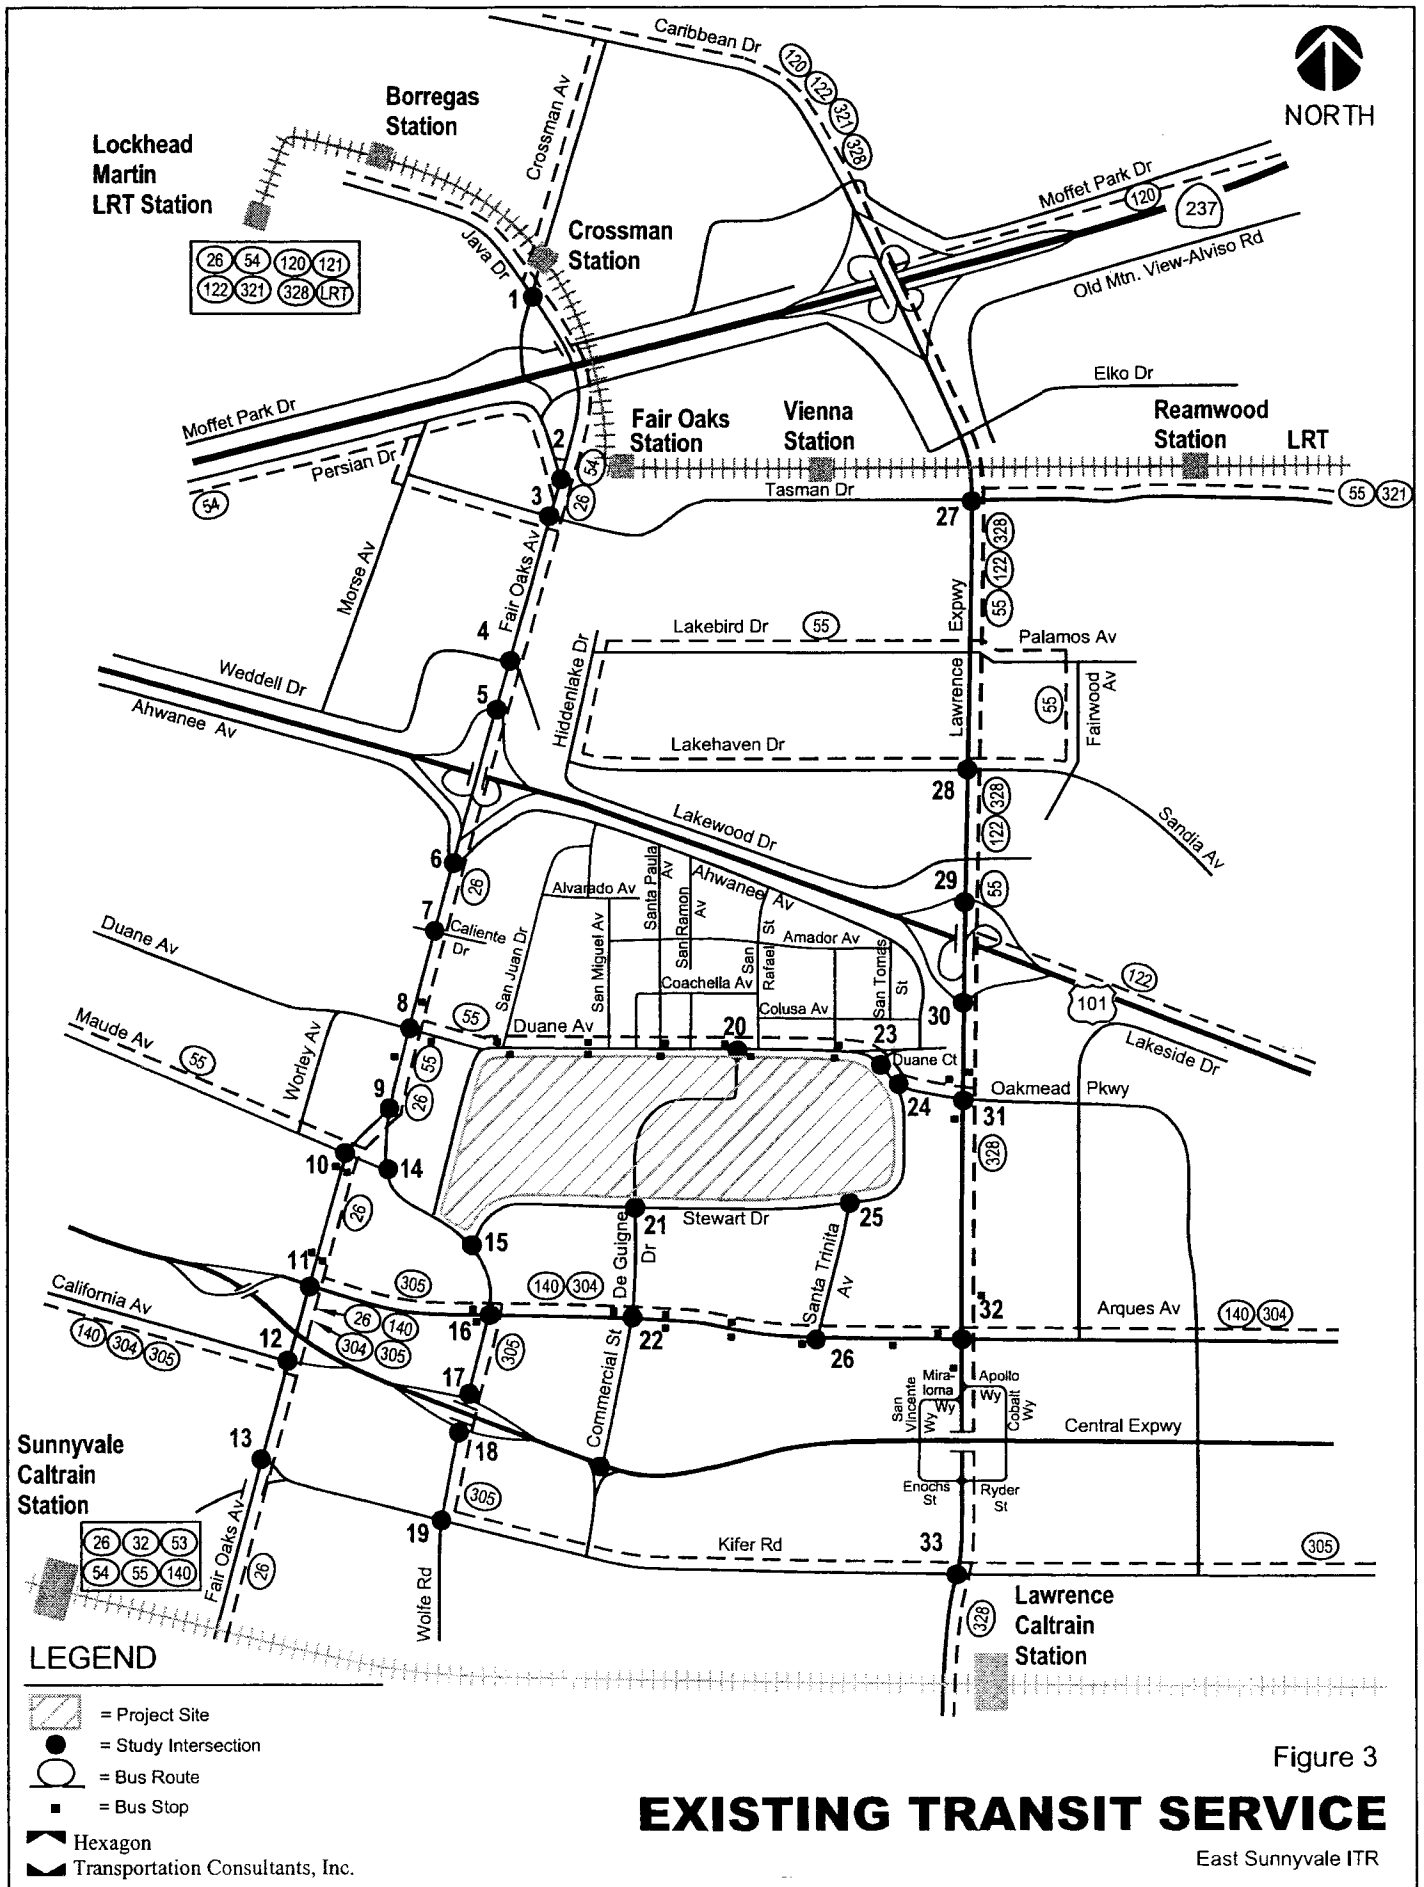 Caribbean Dr
120
122
321
328
NORTH
Crossman Av
Borregas
Station
Lockhead
Martin
LRT Station
26 54 120 121
122 321 328 LRT
Java Dr
Crossman
Station
1
Moffet Park Dr
120
237
Old Mtn. View-Alviso Rd
Elko Dr
Moffet Park Dr
Persian Dr
54
2
54
3
26
Fair Oaks
Station
Vienna
Station
Reamwood
Station
LRT
Tasman Dr
27
55 321
328
122
55
Morse Av
Fair Oaks Av
4
5
Weddell Dr
Ahwanee Av
Hiddenlake Dr
Lakebird Dr
55
Expwy
Lawrence
Palamos Av
55
Fairwood
Av
Lakehaven Dr
28
328
122
Sandia Av
Lakewood Dr
6
26
7
Caliente
Dr
Alvarado Av
Santa Paula
Av
San Ramon
Av
Ahwanee Av
29
55
San Juan Dr
San Miguel Av
San
Rafael St
Amador Av
San Tomas
St
Coachella Av
Colusa Av
122
101
30
Lakeside Dr
Duane Av
Maude Av
55
Worley Av
8
55
Duane Av
55
20
23
Duane Ct
24
Oakmead Pkwy
31
328
9
26
10
14
26
15
21
Stewart Dr
25
De Guigne
Dr
Santa Trinita
Av
11
305
140 304
California Av
140 304 305
12
26 140
304 305
16
305
22
26
32
Arques Av
140 304
Commercial St
17
18
Mira-
loma
Wy
Apollo
Wy
San
Vincente
Wy
Cobalt
Wy
Central Expwy
Enochs
St
Ryder
St
13
Sunnyvale
Caltrain
Station
26 32 53
54 55 140
Fair Oaks Av
26
19
305
Wolfe Rd
Kifer Rd
33
305
328
Lawrence
Caltrain
Station
LEGEND
= Project Site
= Study Intersection
= Bus Route
= Bus Stop
Hexagon
Transportation Consultants, Inc.
Figure 3
EXISTING TRANSIT SERVICE
East Sunnyvale ITR